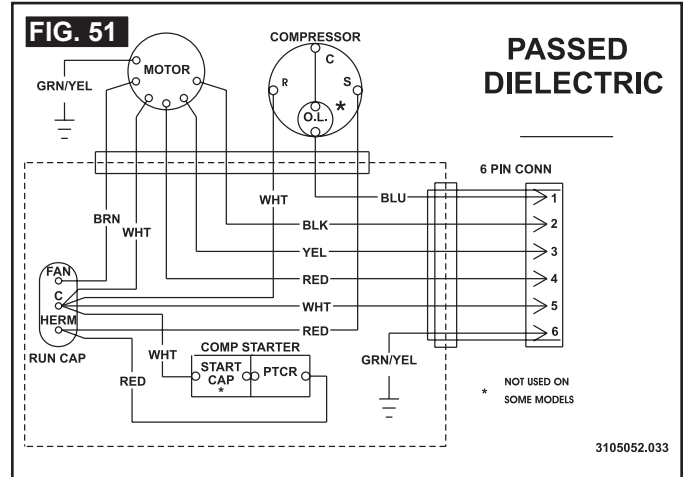 FIG. 51
COMPRESSOR
PASSED
DIELECTRIC
MOTOR
GRN/YEL
C
R
S
O.L.
*
6 PIN CONN
BLU
1
WHT
BRN
BLK
2
WHT
YEL
3
FAN
RED
4
C
WHT
5
HERM
RED
6
RUN CAP
WHT
COMP STARTER
GRN/YEL
RED
START
CAP
*
PTCR
* NOT USED ON
SOME MODELS
3105052.033